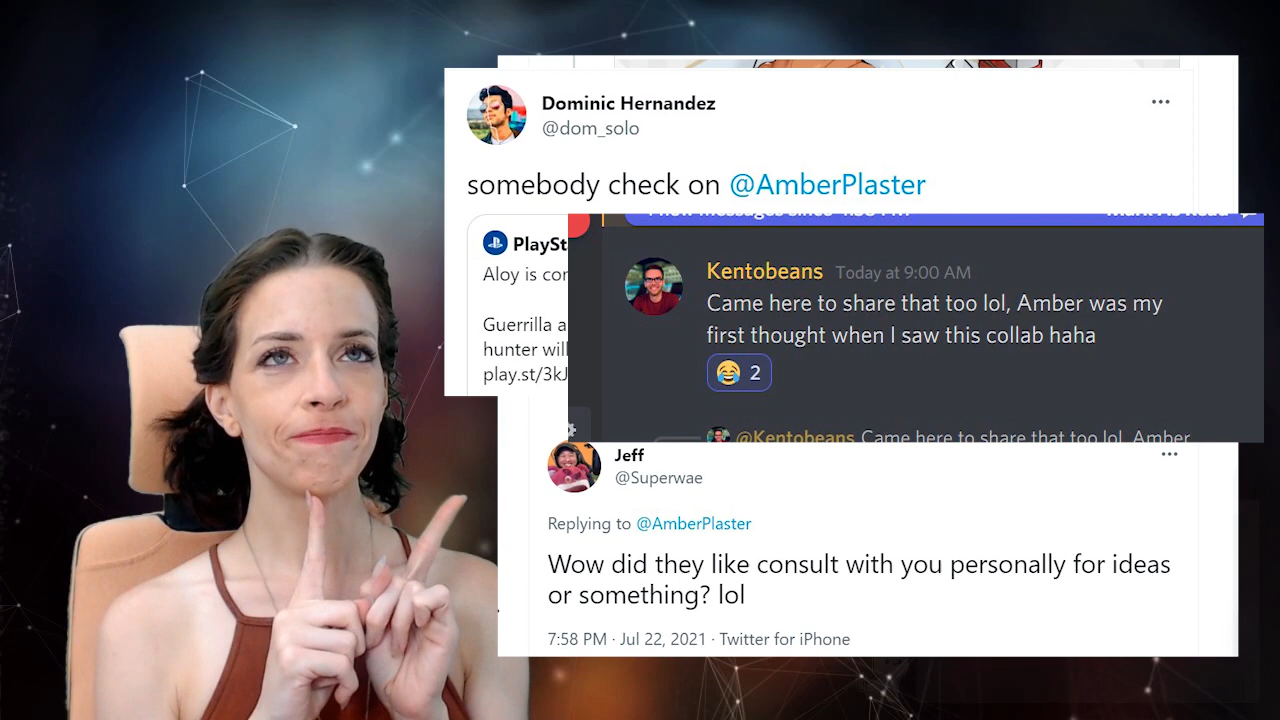 Dominic Hernandez
@dom_solo
somebody check on @AmberPlaster
PlaySt
Aloy is cor
Guerrilla a
hunter will
play.st/3kJ
Kentobeans Today at 9:00 AM
Came here to share that too lol, Amber was my
first thought when I saw this collab haha
😂 2
@Kentobeans Came here to share that too lol, Amber
Jeff
@Superwae
Replying to @AmberPlaster
Wow did they like consult with you personally for ideas
or something? lol
7:58 PM · Jul 22, 2021 · Twitter for iPhone